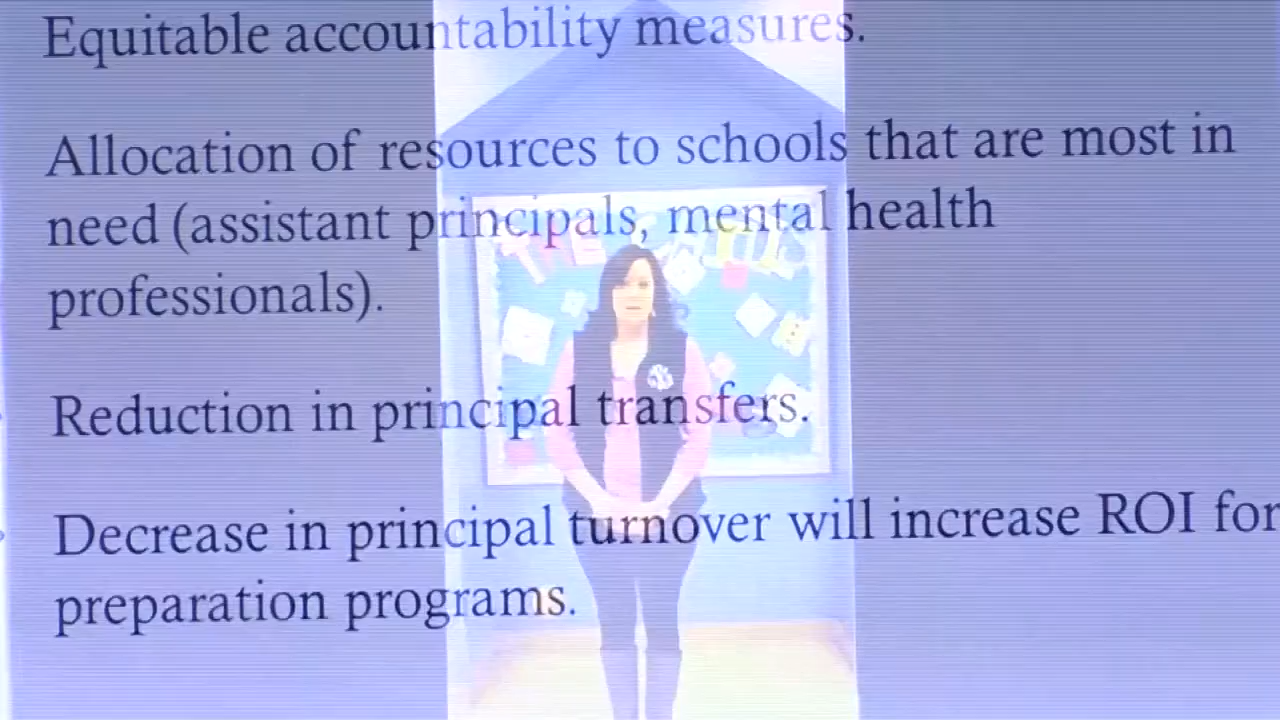 Equitable accountability measures.
Allocation of resources to schools that are most in
need (assistant principals, mental health
professionals).
Reduction in principal transfers.
Decrease in principal turnover will increase ROI for
preparation programs.